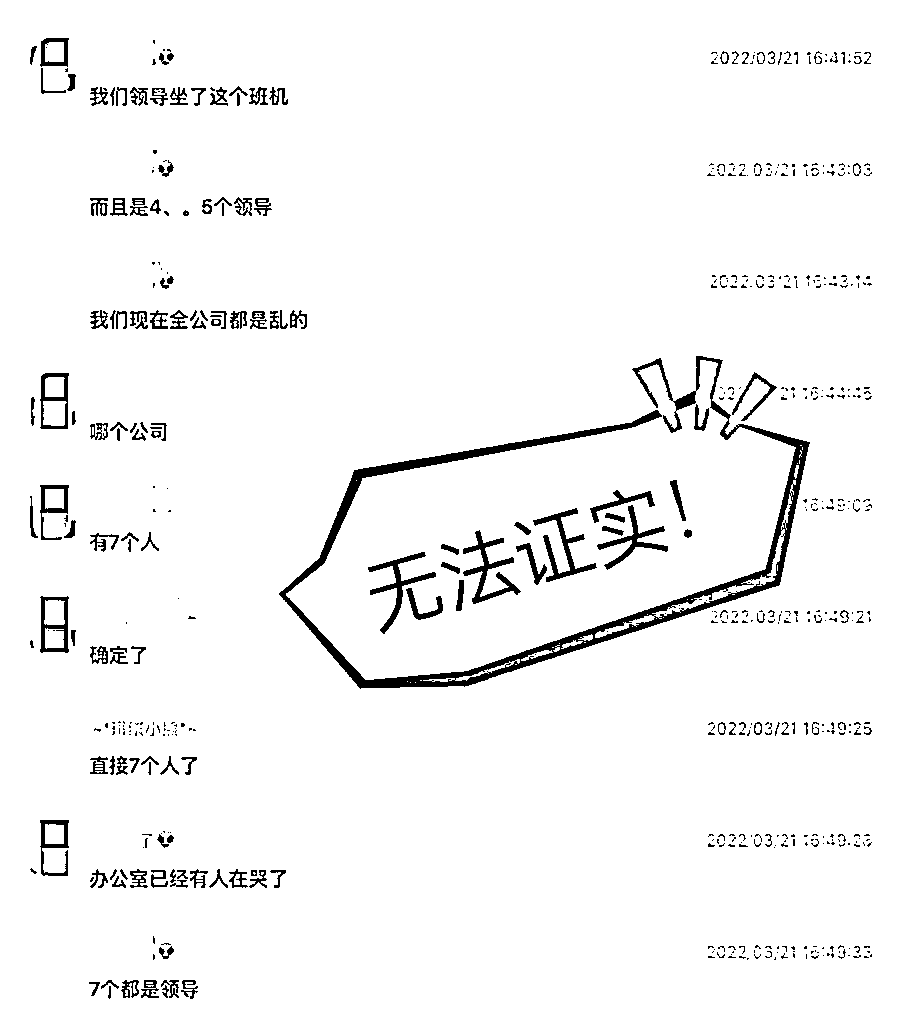 2022/03/21 16:41:52
我们领导坐了这个班机
2022/03/21 16:43:03
而且是4、。5个领导
2022/03/21 16:43:14
我们现在全公司都是乱的
21 16:44:45
哪个公司
16:49:03
有7个人
无法证实!
2022/03/21 16:49:21
确定了
2022/03/21 16:49:25
直接7个人了
了
2022/03/21 16:49:28
办公室已经有人在哭了
2022/03/21 16:49:33
7个都是领导